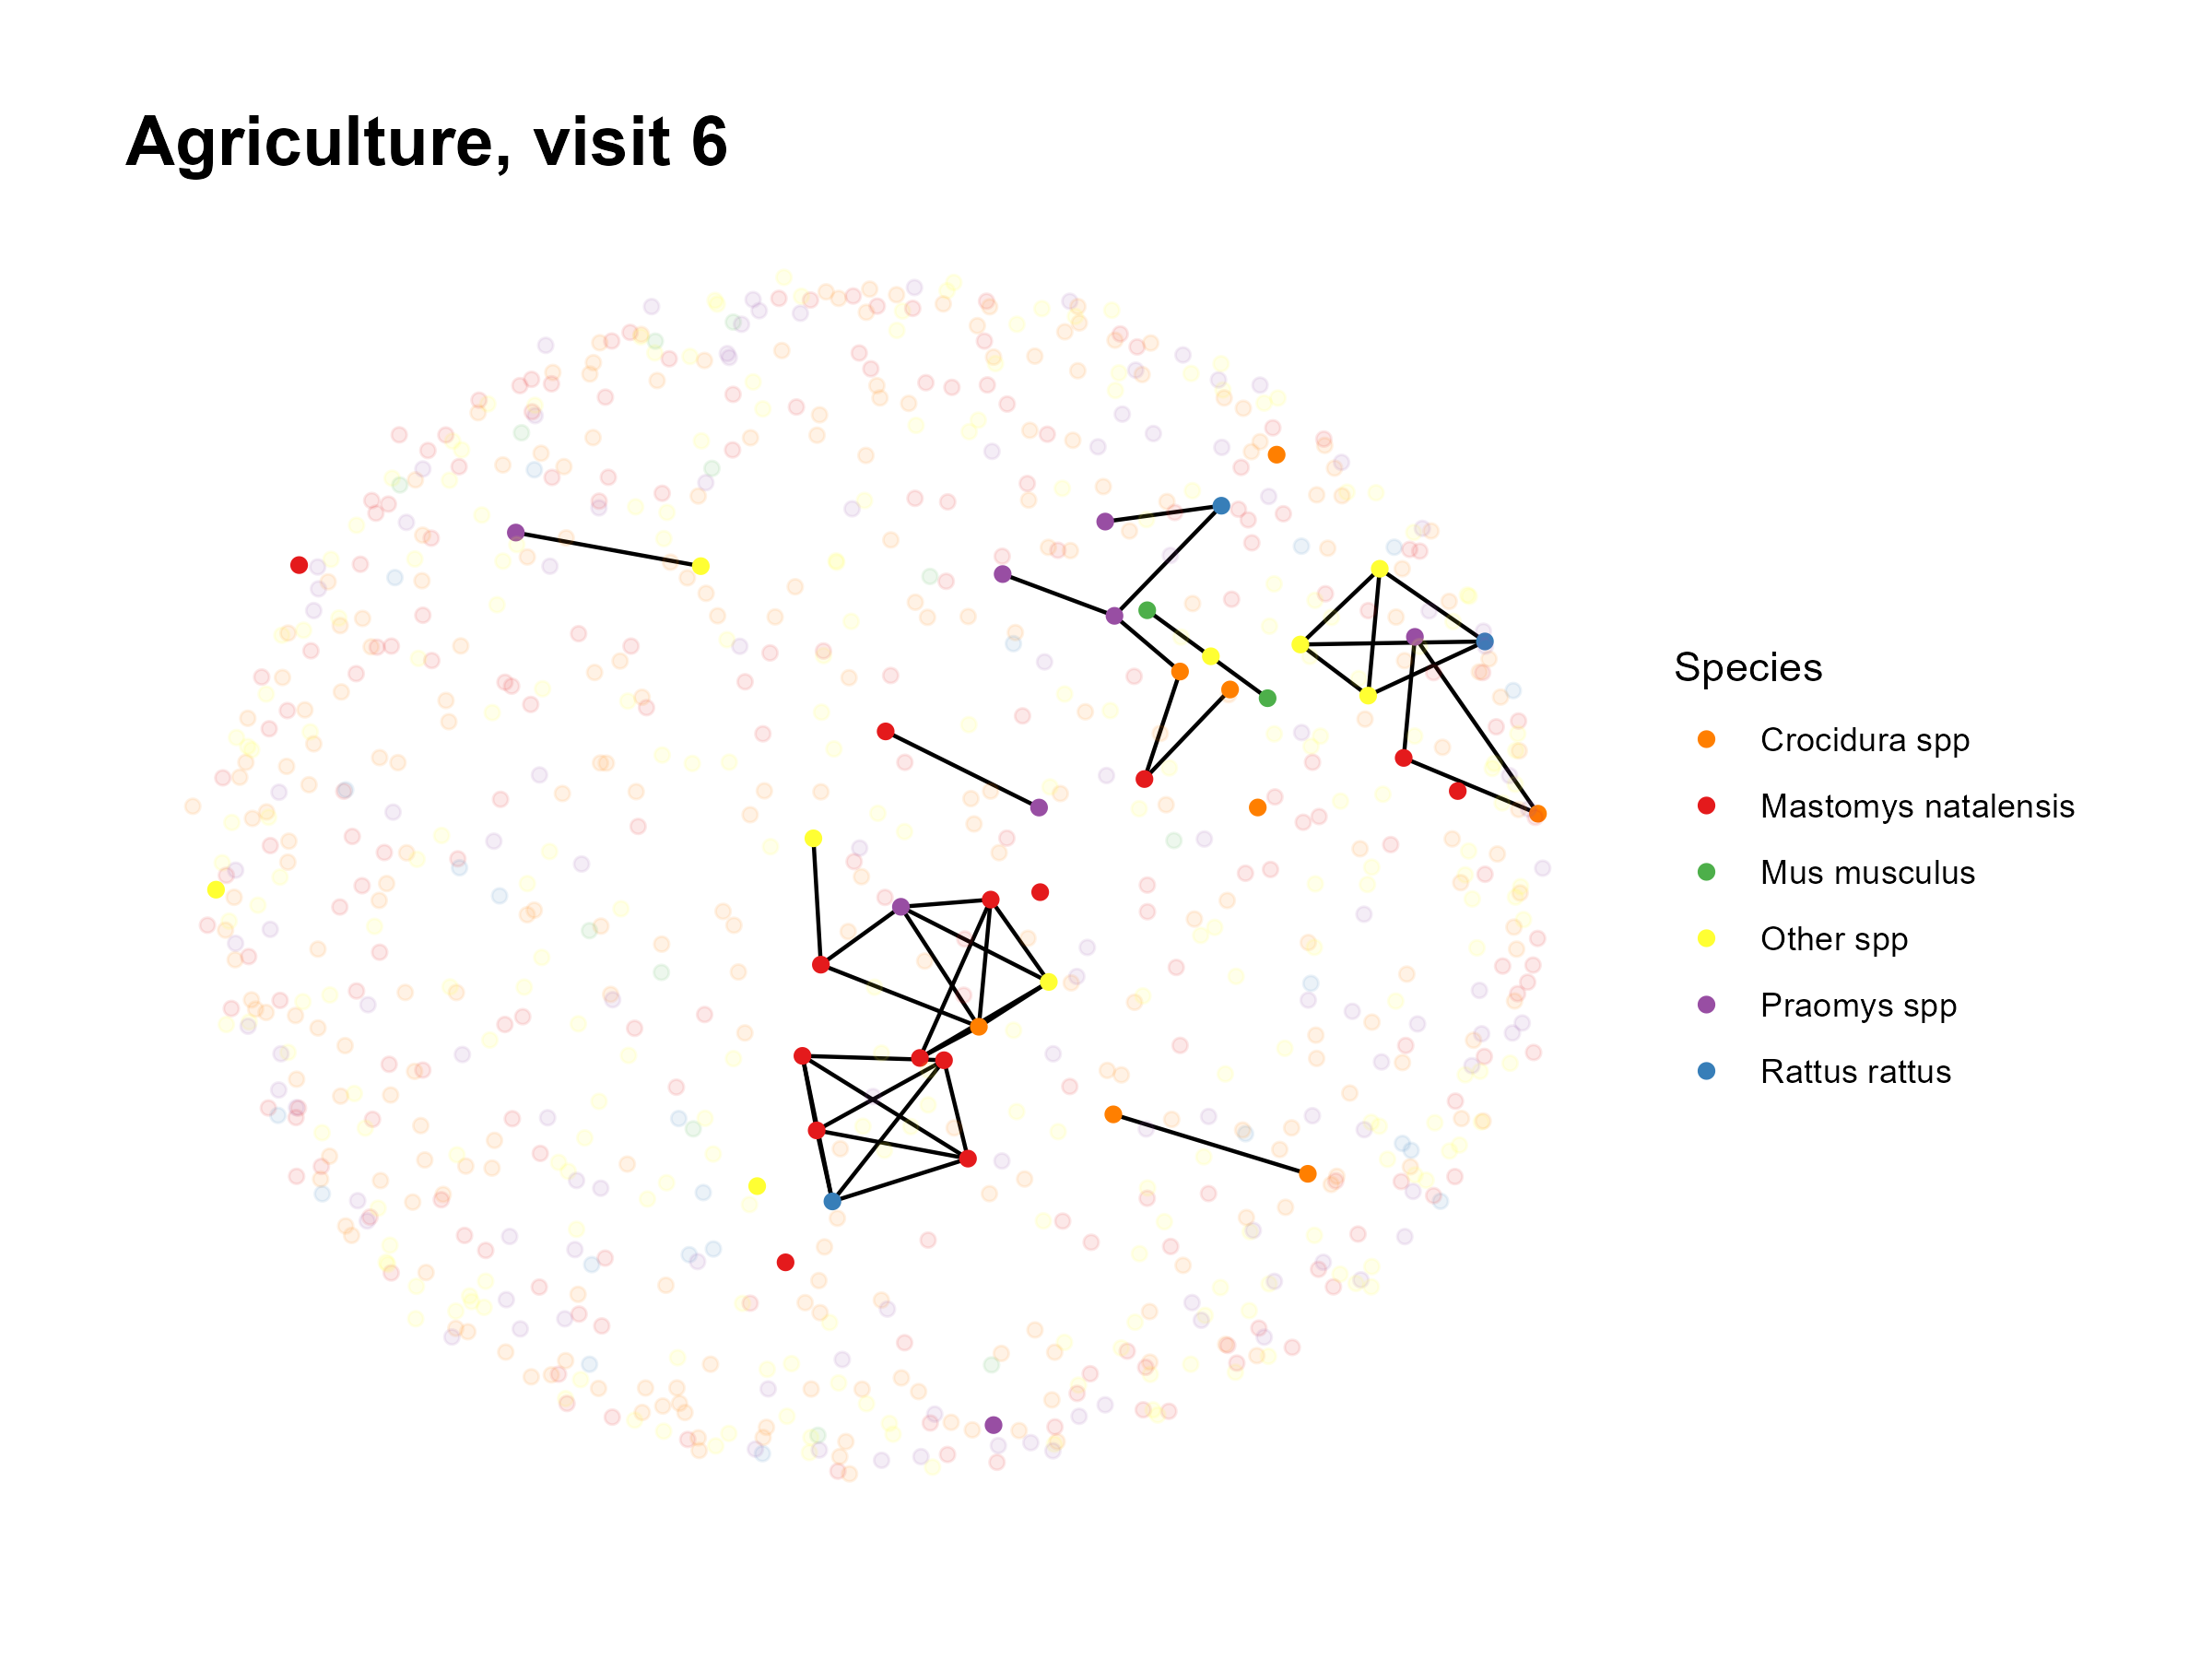 Agriculture, visit 6
Species
Crocidura spp
Mastomys natalensis
Mus musculus
Other spp
Praomys spp
Rattus rattus